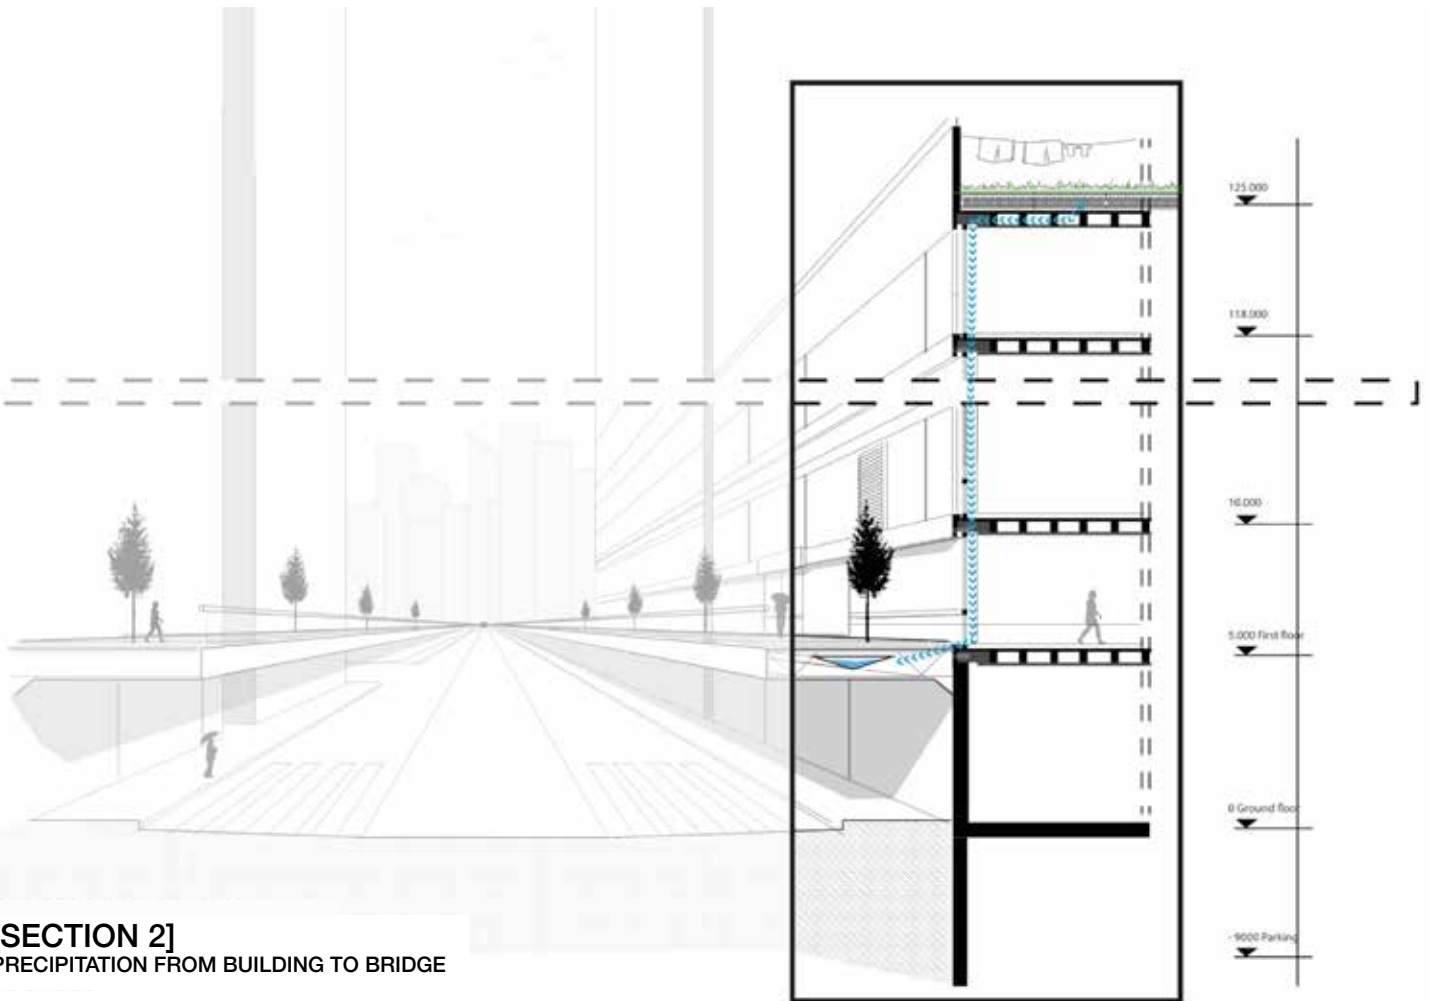 125.000
118.000
10.000
5.000 First floor
0 Ground floor
- 9000 Parking
SECTION 2]
PRECIPITATION FROM BUILDING TO BRIDGE